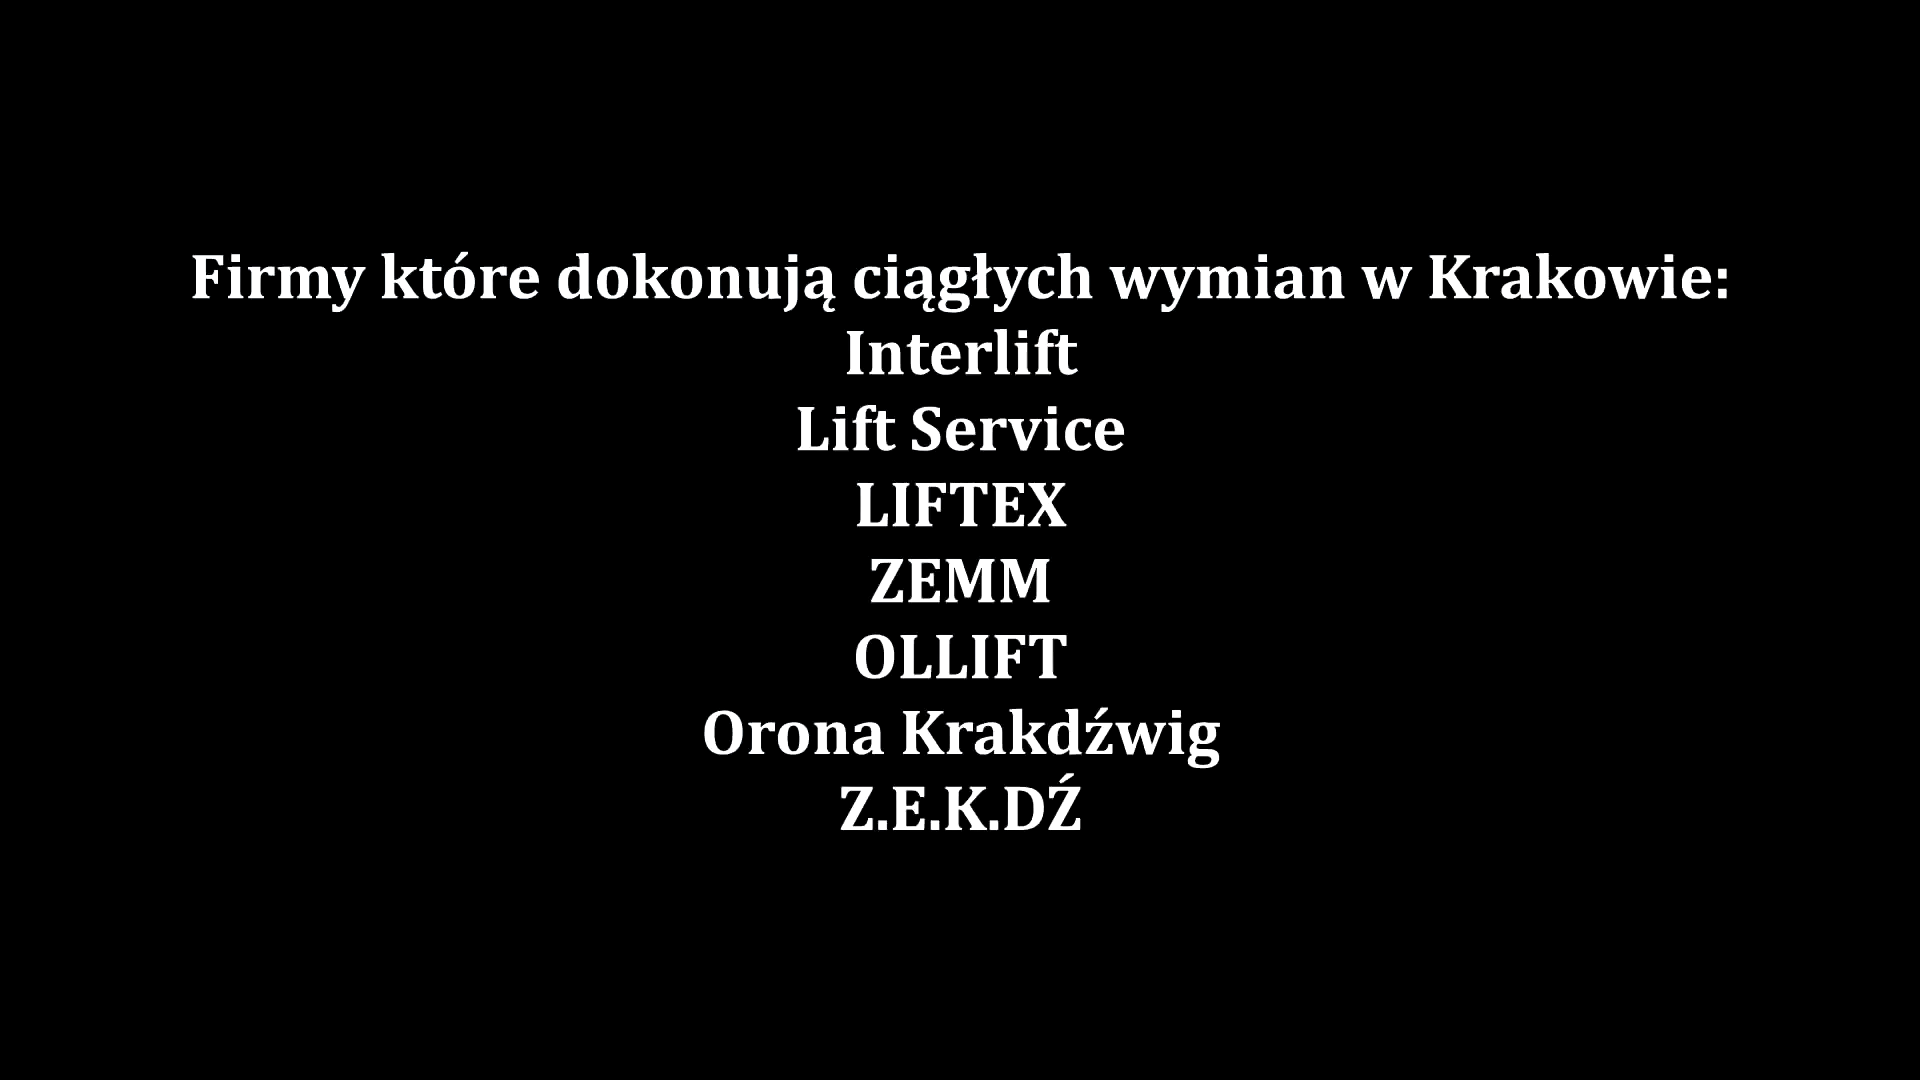 Firmy które dokonują ciągłych wymian w Krakowie:
Interlift
Lift Service
LIFTEX
ZEMM
OLLIFT
Orona Krakdźwig
Z.E.K.DŹ